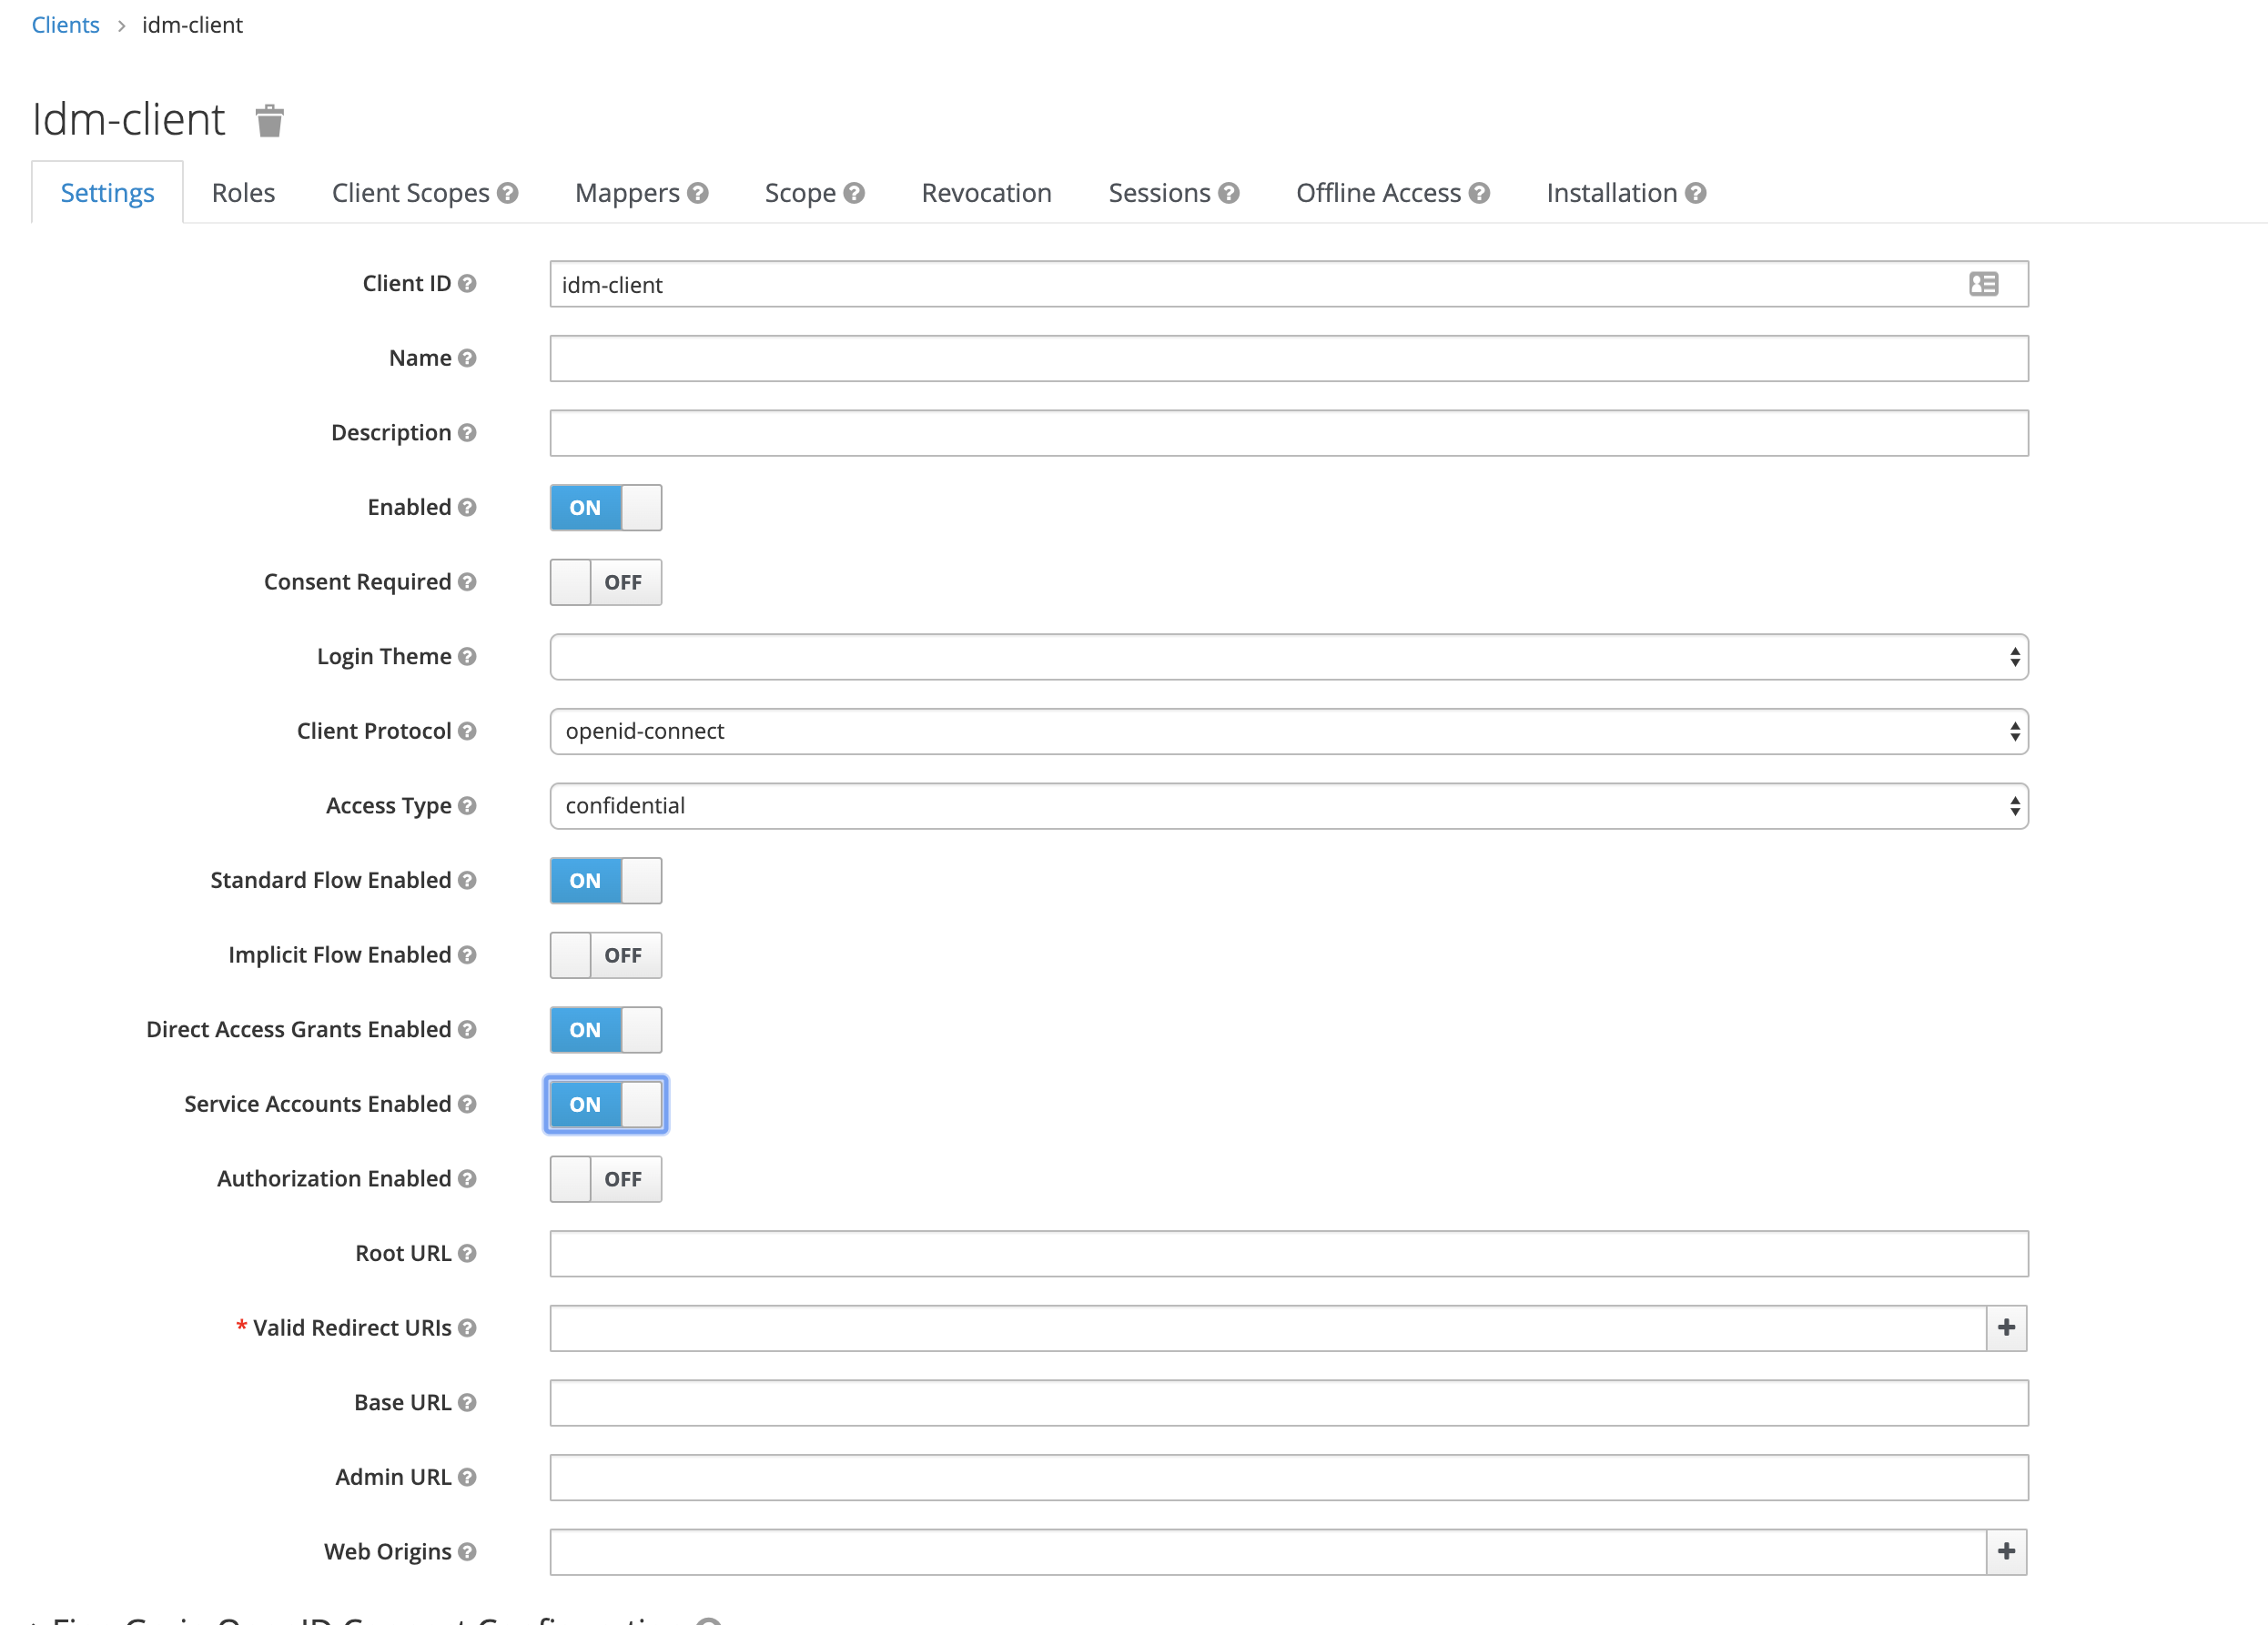 Clients > idm-client
Idm-client
Settings Roles Client Scopes Mappers Scope Revocation Sessions Offline Access Installation
Client ID idm-client
Name
Description
Enabled ON
Consent Required OFF
Login Theme
Client Protocol openid-connect
Access Type confidential
Standard Flow Enabled ON
Implicit Flow Enabled OFF
Direct Access Grants Enabled ON
Service Accounts Enabled ON
Authorization Enabled OFF
Root URL
* Valid Redirect URIs
Base URL
Admin URL
Web Origins